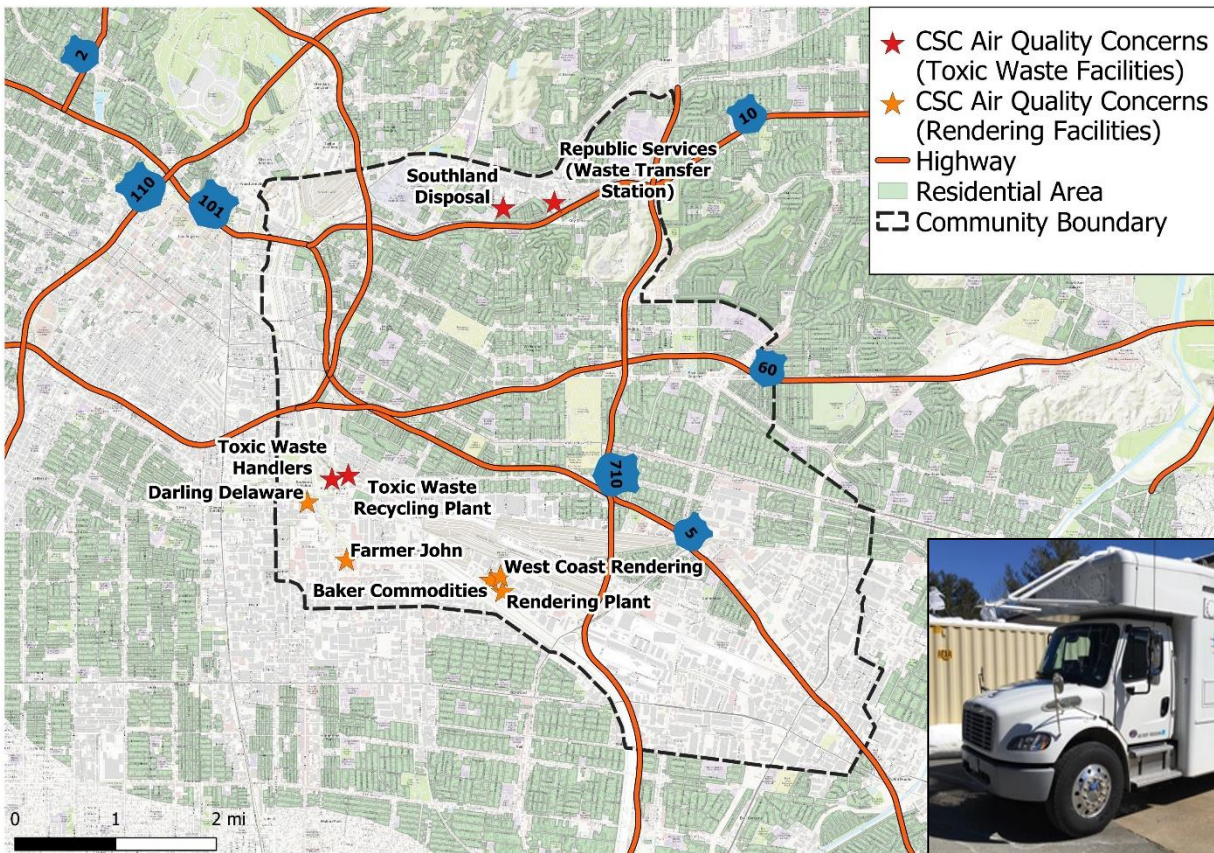 CSC Air Quality Concerns
(Toxic Waste Facilities)
CSC Air Quality Concerns
(Rendering Facilities)
Highway
Residential Area
Community Boundary
2
10
110
101
Republic Services
(Waste Transfer
Station)
Southland
Disposal
60
Toxic Waste
Handlers
Darling Delaware
Toxic Waste
Recycling Plant
710
5
Farmer John
West Coast Rendering
Baker Commodities
Rendering Plant
0 1 2 mi